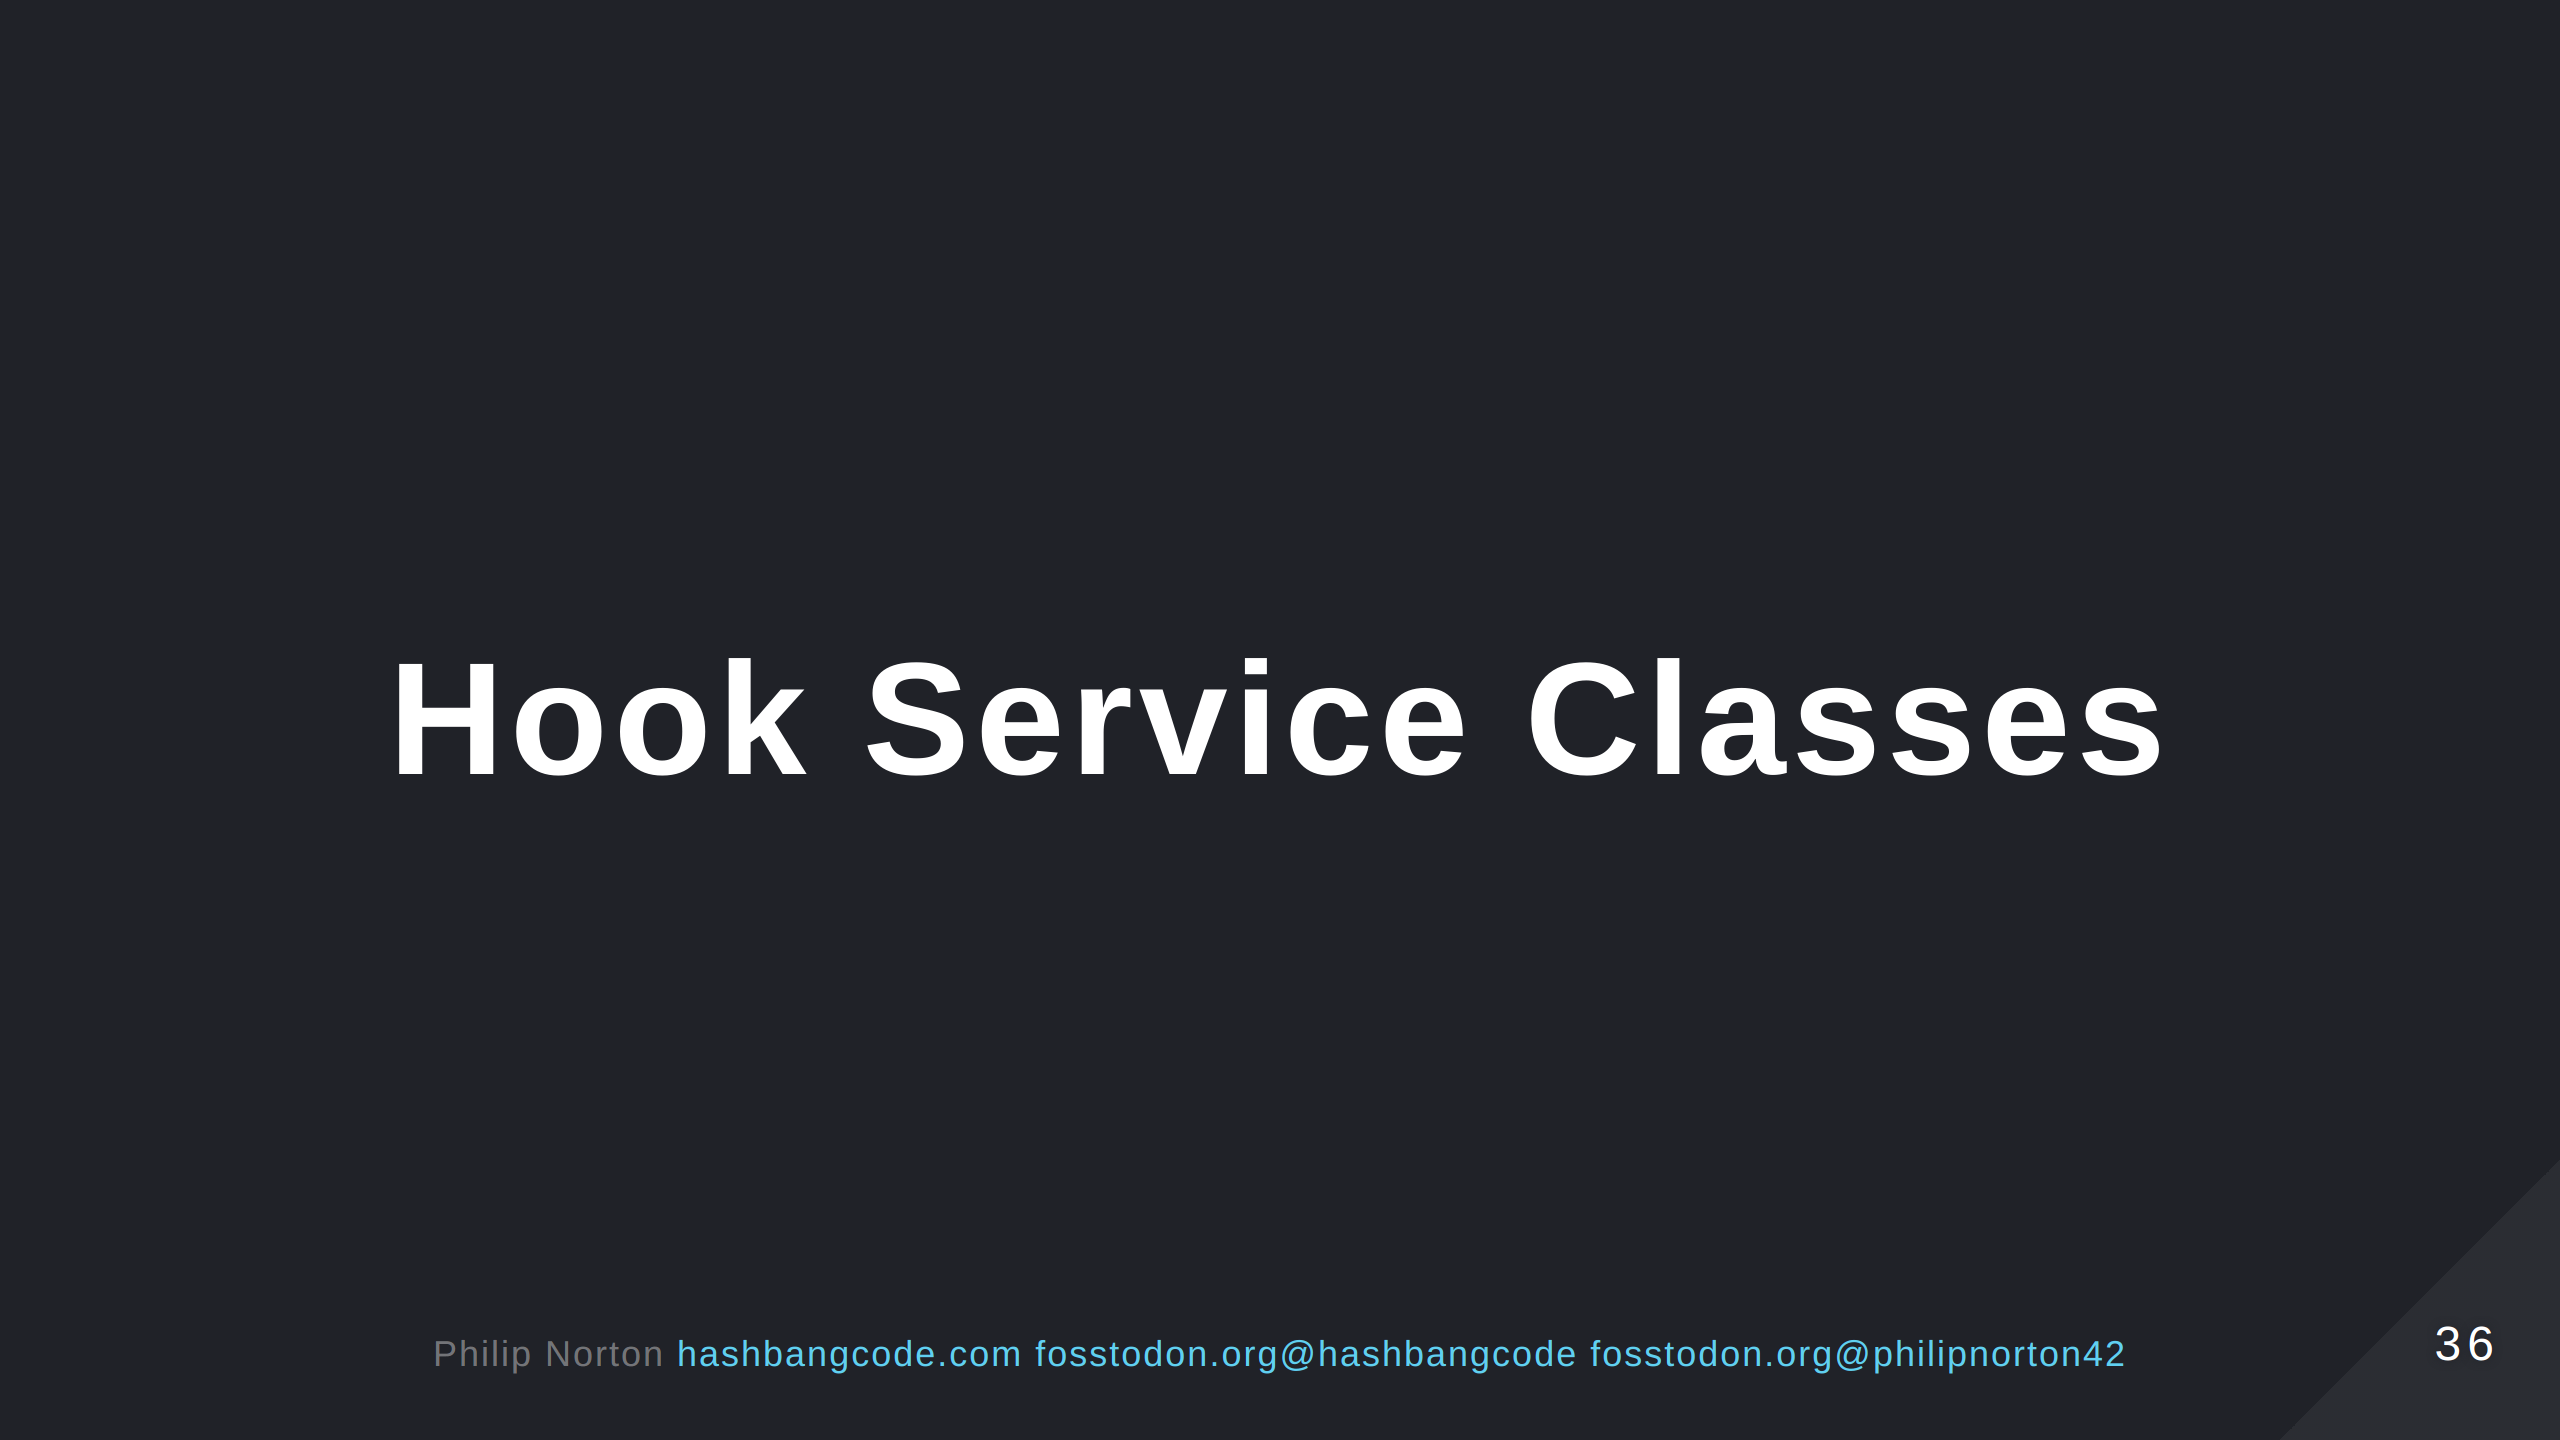 Hook Service Classes
Philip Norton hashbangcode.com fosstodon.org@hashbangcode fosstodon.org@philipnorton42
36